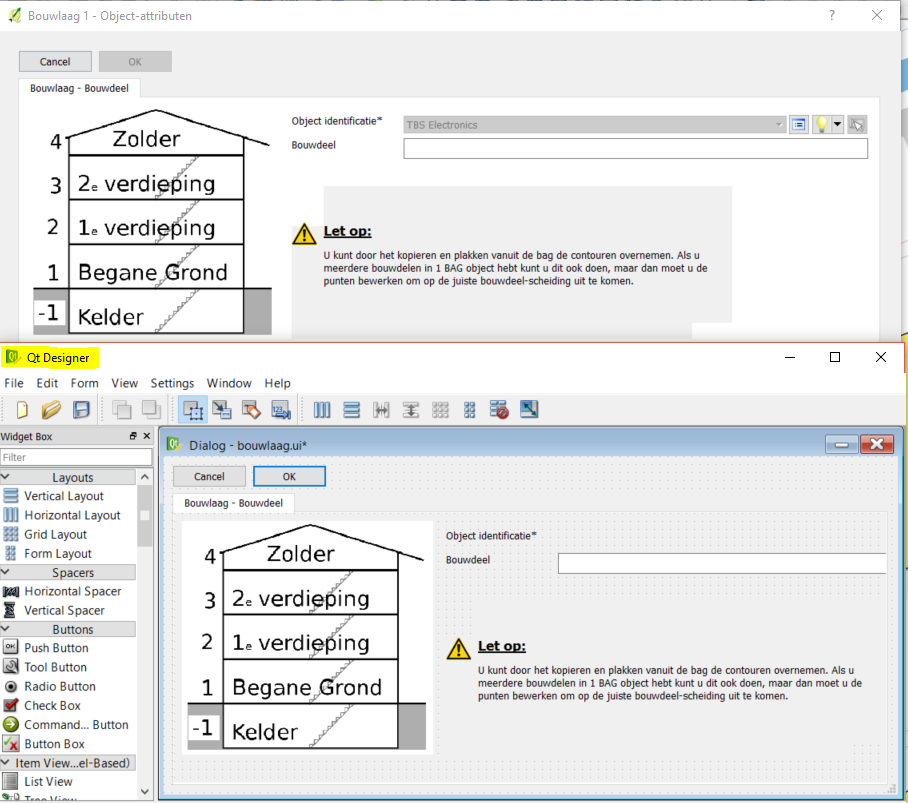 Bouwlaag 1 - Object-attributen
?
Cancel
OK
Bouwlaag - Bouwdeel
4
Zolder
3
2e verdieping
2
1e verdieping
1
Begane Grond
-1
Kelder
Object identificatie*
TBS Electronics
Bouwdeel
Let op:
U kunt door het kopieren en plakken vanuit de bag de contouren overnemen. Als u
meerdere bouwdelen in 1 BAG object hebt kunt u dit ook doen, maar dan moet u de
punten bewerken om op de juiste bouwdeel-scheiding uit te komen.
Qt Designer
File Edit Form View Settings Window Help
Widget Box
Filter
Layouts
Vertical Layout
Horizontal Layout
Grid Layout
Form Layout
Spacers
Horizontal Spacer
Vertical Spacer
Buttons
Push Button
Tool Button
Radio Button
Check Box
Command... Button
Button Box
Item View...el-Based)
List View
Tree View
Dialog - bouwlaag.ui*
Cancel
OK
Bouwlaag - Bouwdeel
4
Zolder
3
2e verdieping
2
1e verdieping
1
Begane Grond
-1
Kelder
Object identificatie*
Bouwdeel
Let op:
U kunt door het kopieren en plakken vanuit de bag de contouren overnemen. Als u
meerdere bouwdelen in 1 BAG object hebt kunt u dit ook doen, maar dan moet u de
punten bewerken om op de juiste bouwdeel-scheiding uit te komen.